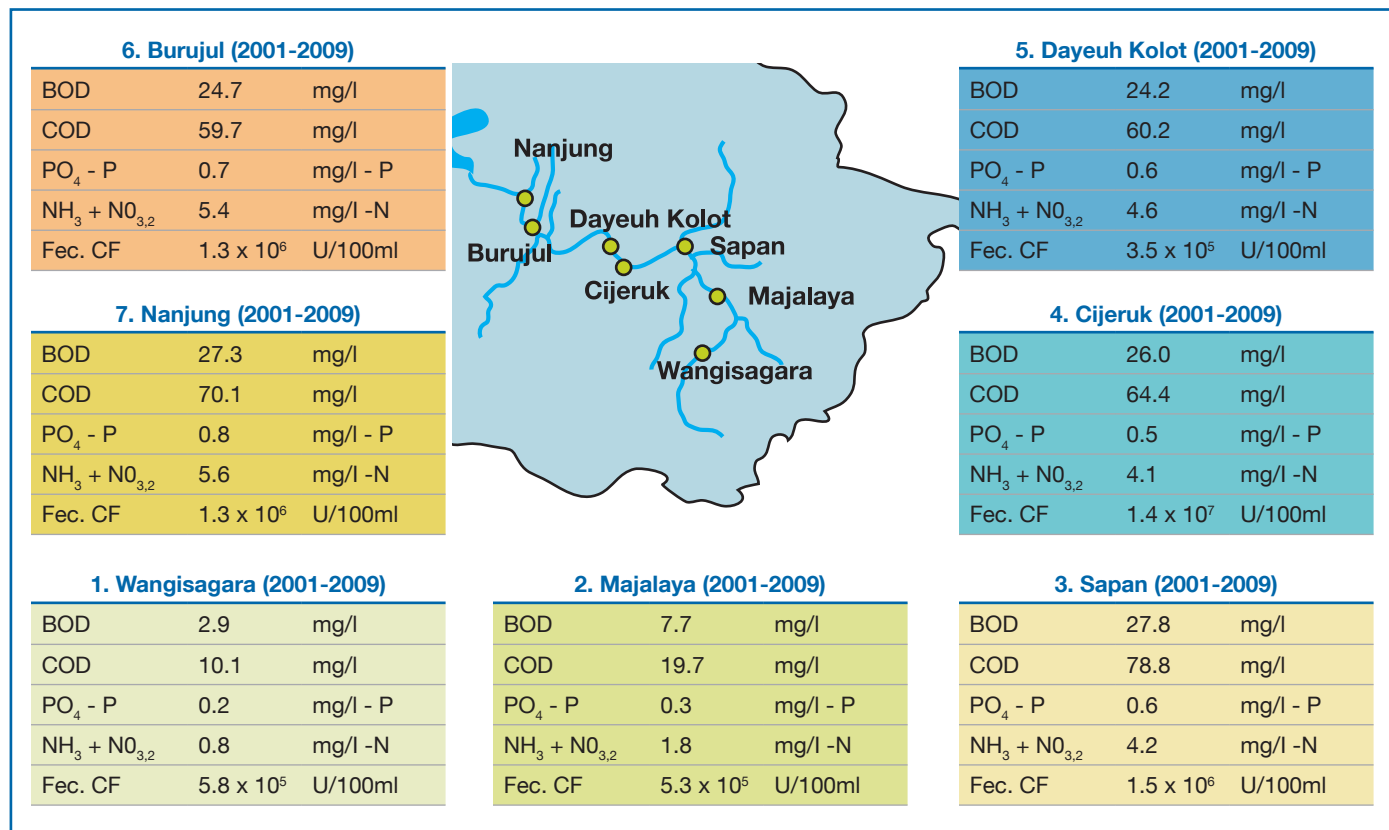 6. Burujul (2001-2009)
BOD 24.7 mg/l
COD 59.7 mg/l
PO₄ - P 0.7 mg/l - P
NH₃ + N0₃,₂ 5.4 mg/l -N
Fec. CF 1.3 x 10⁶ U/100ml
7. Nanjung (2001-2009)
BOD 27.3 mg/l
COD 70.1 mg/l
PO₄ - P 0.8 mg/l - P
NH₃ + N0₃,₂ 5.6 mg/l -N
Fec. CF 1.3 x 10⁶ U/100ml
Nanjung
Dayeuh Kolot
Burujul
Sapan
Cijeruk
Majalaya
Wangisagara
5. Dayeuh Kolot (2001-2009)
BOD 24.2 mg/l
COD 60.2 mg/l
PO₄ - P 0.6 mg/l - P
NH₃ + N0₃,₂ 4.6 mg/l -N
Fec. CF 3.5 x 10⁵ U/100ml
4. Cijeruk (2001-2009)
BOD 26.0 mg/l
COD 64.4 mg/l
PO₄ - P 0.5 mg/l - P
NH₃ + N0₃,₂ 4.1 mg/l -N
Fec. CF 1.4 x 10⁷ U/100ml
1. Wangisagara (2001-2009)
BOD 2.9 mg/l
COD 10.1 mg/l
PO₄ - P 0.2 mg/l - P
NH₃ + N0₃,₂ 0.8 mg/l -N
Fec. CF 5.8 x 10⁵ U/100ml
2. Majalaya (2001-2009)
BOD 7.7 mg/l
COD 19.7 mg/l
PO₄ - P 0.3 mg/l - P
NH₃ + N0₃,₂ 1.8 mg/l -N
Fec. CF 5.3 x 10⁵ U/100ml
3. Sapan (2001-2009)
BOD 27.8 mg/l
COD 78.8 mg/l
PO₄ - P 0.6 mg/l - P
NH₃ + N0₃,₂ 4.2 mg/l -N
Fec. CF 1.5 x 10⁶ U/100ml